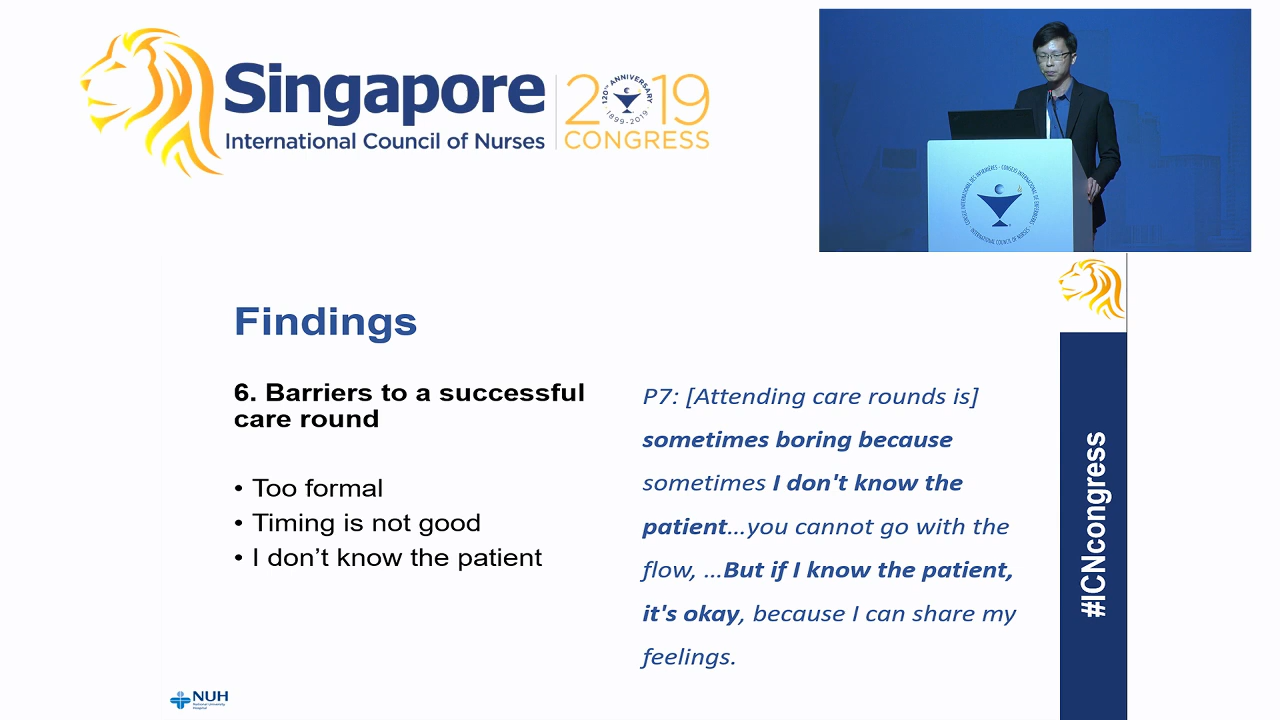 Singapore
International Council of Nurses
2019
120TH ANNIVERSARY
1899-2019
CONGRESS
Findings
6. Barriers to a successful
care round
• Too formal
• Timing is not good
• I don’t know the patient
P7: [Attending care rounds is]
sometimes boring because
sometimes I don't know the
patient...you cannot go with the
flow, ...But if I know the patient,
it's okay, because I can share my
feelings.
#ICNcongress
NUH
National University
Hospital